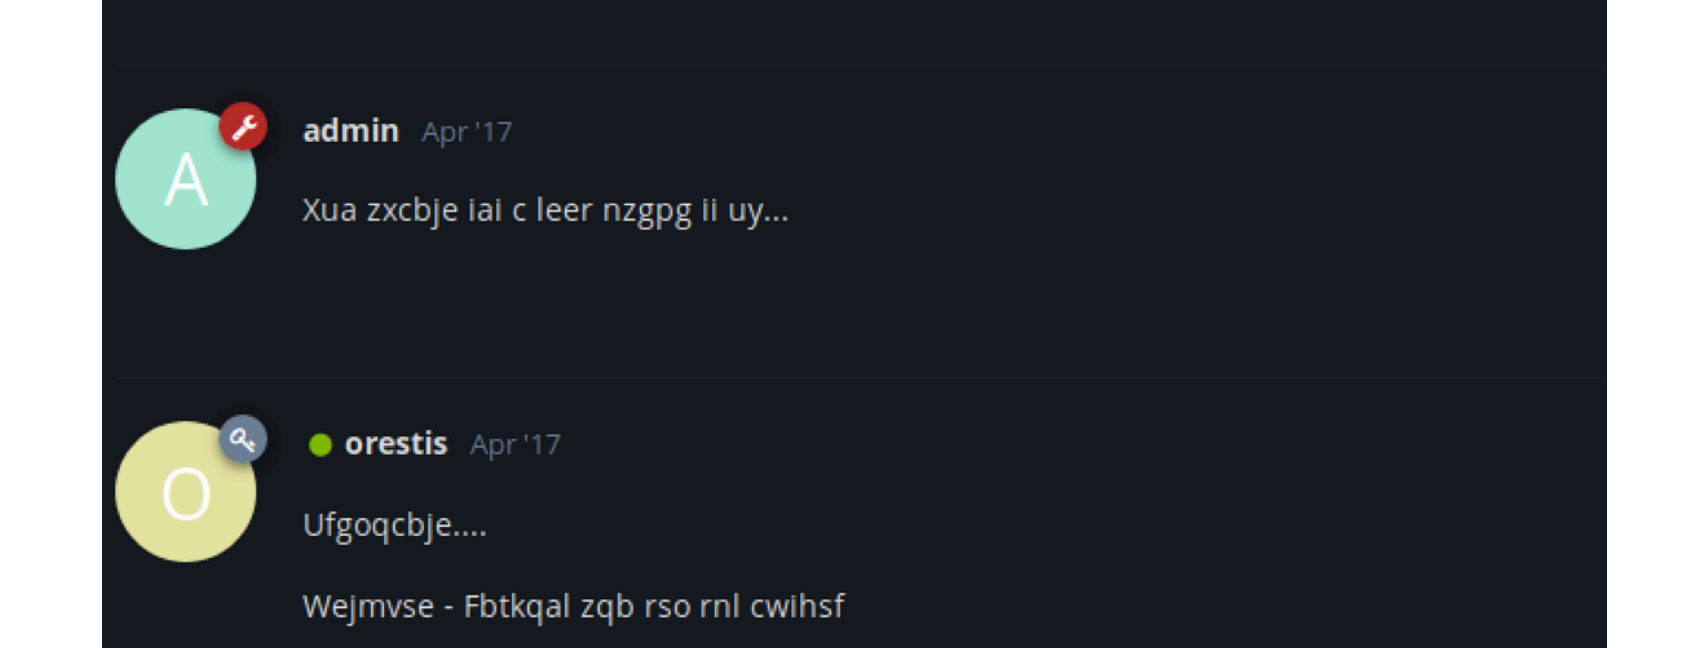 A
admin Apr '17
Xua zxcbje iai c leer nzgpg ii uy...
O
orestis Apr '17
Ufgoqcbje....
Wejmvse - Fbtkqal zqb rso rnl cwihsf